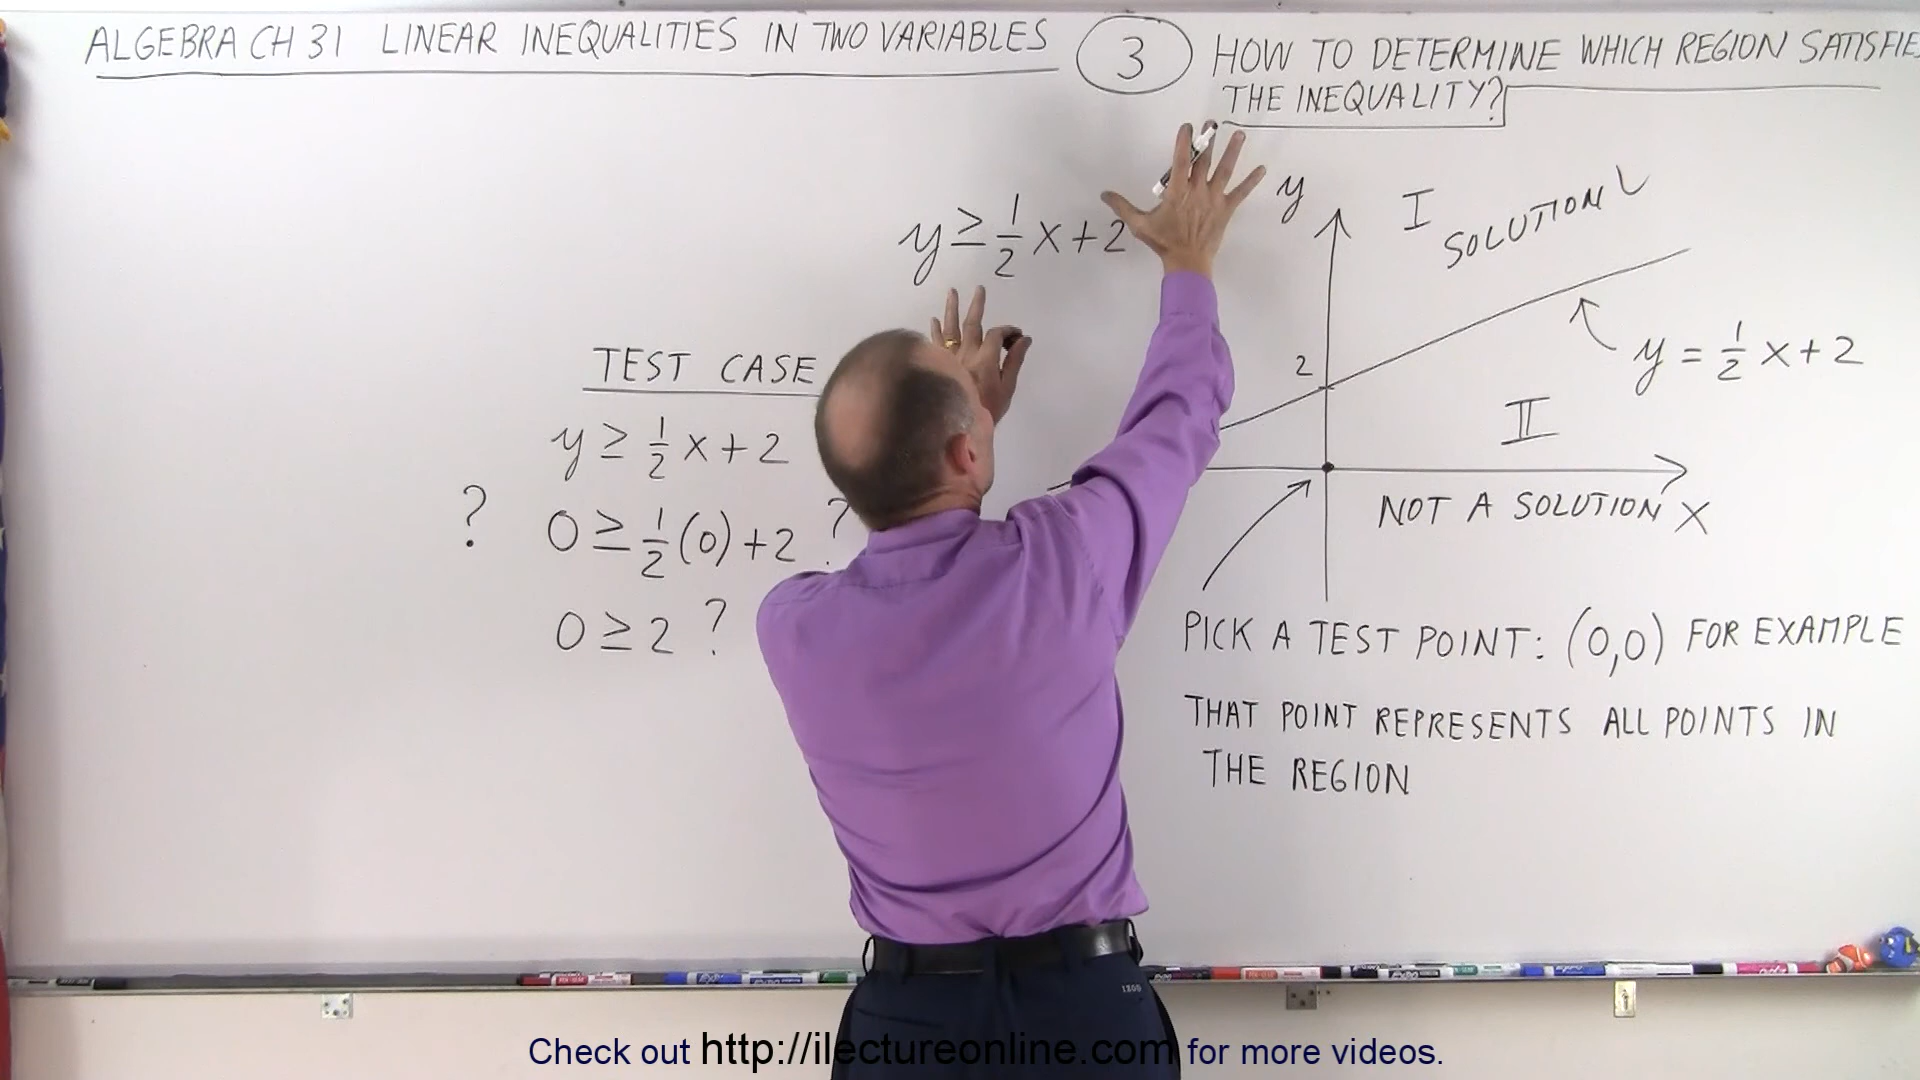 ALGEBRA CH 31 LINEAR INEQUALITIES IN TWO VARIABLES
3
HOW TO DETERMINE WHICH REGION SATISFIE
THE INEQUALITY?
y ≥ 1/2 x + 2
y
I
SOLUTION
TEST CASE
y ≥ 1/2 x + 2
? 0 ≥ 1/2 (0) + 2 ?
0 ≥ 2 ?
2
y = 1/2 x + 2
II
NOT A SOLUTION
X
PICK A TEST POINT: (0,0) FOR EXAMPLE
THAT POINT REPRESENTS ALL POINTS IN
THE REGION
Check out http://ilectureonline.com for more videos.